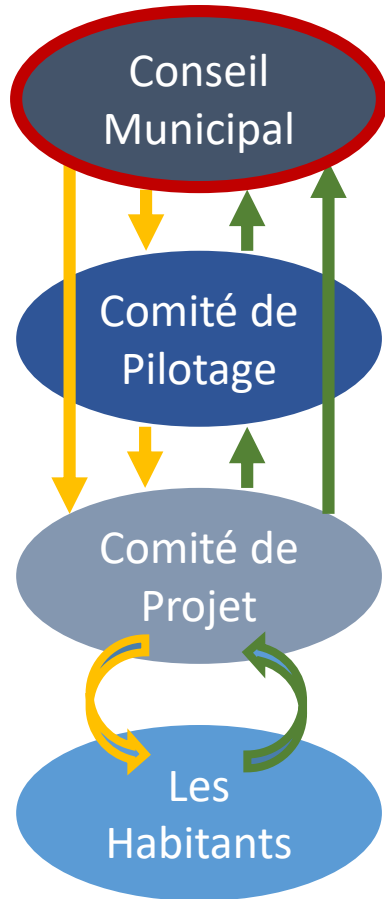 Conseil
Municipal
Comité de
Pilotage
Comité de
Projet
Les
Habitants